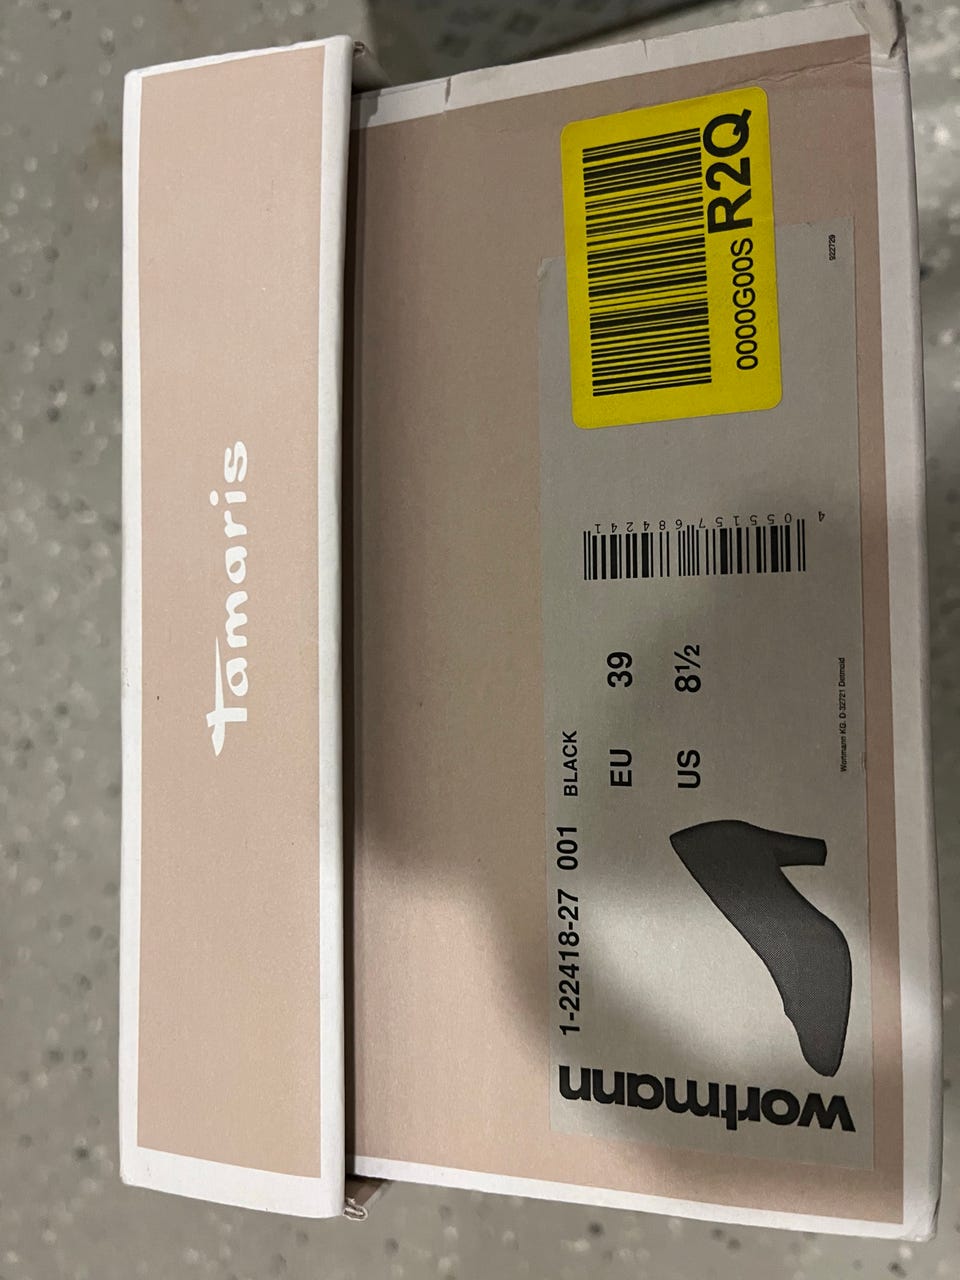 Tamaris
0000G00S R2Q
922729
wortmann
1-22418-27 001 BLACK
EU 39
US 8½
4 055157 684241
Wortmann KG. D-32721 Detmold